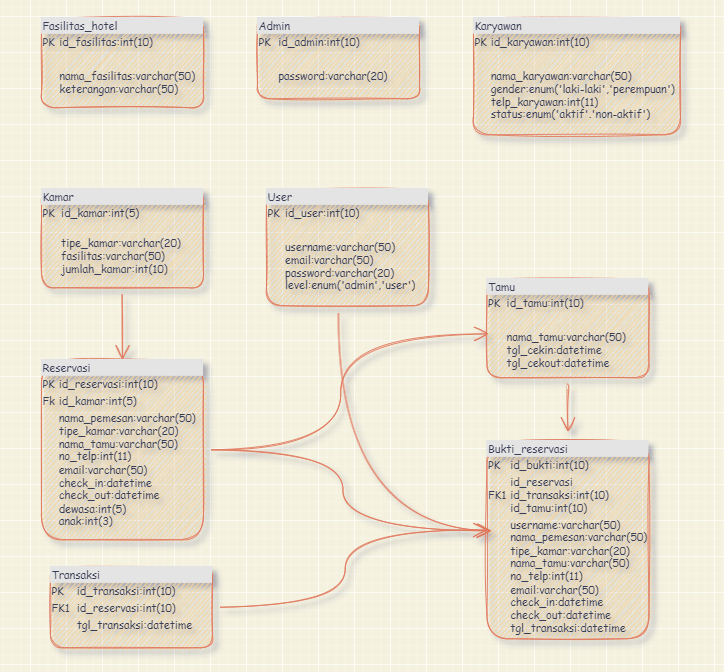 Fasilitas_hotel
PK id_fasilitas:int(10)
nama_fasilitas:varchar(50)
keterangan:varchar(50)
Admin
PK id_admin:int(10)
password:varchar(20)
Karyawan
PK id_karyawan:int(10)
nama_karyawan:varchar(50)
gender:enum('laki-laki','perempuan')
telp_karyawan:int(11)
status:enum('aktif'.'non-aktif')
Kamar
PK id_kamar:int(5)
tipe_kamar:varchar(20)
fasilitas:varchar(50)
jumlah_kamar:int(10)
User
PK id_user:int(10)
username:varchar(50)
email:varchar(50)
password:varchar(20)
level:enum('admin','user')
Tamu
PK id_tamu:int(10)
nama_tamu:varchar(50)
tgl_cekin:datetime
tgl_cekout:datetime
Reservasi
PK id_reservasi:int(10)
Fk id_kamar:int(5)
nama_pemesan:varchar(50)
tipe_kamar:varchar(20)
nama_tamu:varchar(50)
no_telp:int(11)
email:varchar(50)
check_in:datetime
check_out:datetime
dewasa:int(5)
anak:int(3)
Bukti_reservasi
PK id_bukti:int(10)
id_reservasi
FK1 id_transaksi:int(10)
id_tamu:int(10)
username:varchar(50)
nama_pemesan:varchar(50)
tipe_kamar:varchar(20)
nama_tamu:varchar(50)
no_telp:int(11)
email:varchar(50)
check_in:datetime
check_out:datetime
tgl_transaksi:datetime
Transaksi
PK id_transaksi:int(10)
FK1 id_reservasi:int(10)
tgl_transaksi:datetime